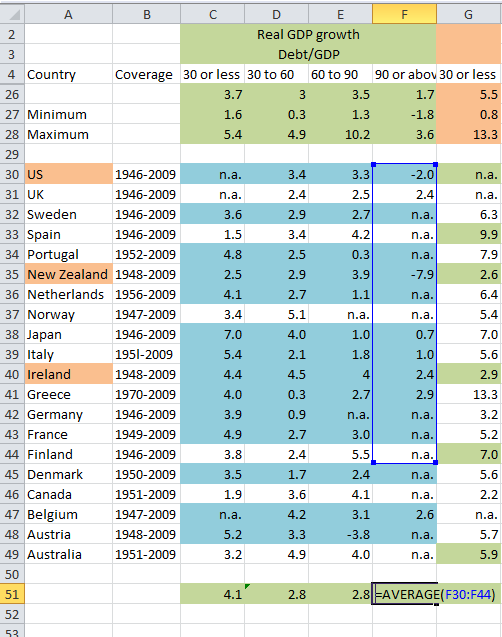 A B C D E F G
2 Real GDP growth
3 Debt/GDP
4 Country Coverage 30 or less 30 to 60 60 to 90 90 or abov 30 or less
26 3.7 3 3.5 1.7 5.5
27 Minimum 1.6 0.3 1.3 -1.8 0.8
28 Maximum 5.4 4.9 10.2 3.6 13.3
29
30 US 1946-2009 n.a. 3.4 3.3 -2.0 n.a.
31 UK 1946-2009 n.a. 2.4 2.5 2.4 n.a.
32 Sweden 1946-2009 3.6 2.9 2.7 n.a. 6.3
33 Spain 1946-2009 1.5 3.4 4.2 n.a. 9.9
34 Portugal 1952-2009 4.8 2.5 0.3 n.a. 7.9
35 New Zealand 1948-2009 2.5 2.9 3.9 -7.9 2.6
36 Netherlands 1956-2009 4.1 2.7 1.1 n.a. 6.4
37 Norway 1947-2009 3.4 5.1 n.a. n.a. 5.4
38 Japan 1946-2009 7.0 4.0 1.0 0.7 7.0
39 Italy 195l-2009 5.4 2.1 1.8 1.0 5.6
40 Ireland 1948-2009 4.4 4.5 4 2.4 2.9
41 Greece 1970-2009 4.0 0.3 2.7 2.9 13.3
42 Germany 1946-2009 3.9 0.9 n.a. n.a. 3.2
43 France 1949-2009 4.9 2.7 3.0 n.a. 5.2
44 Finland 1946-2009 3.8 2.4 5.5 n.a. 7.0
45 Denmark 1950-2009 3.5 1.7 2.4 n.a. 5.6
46 Canada 1951-2009 1.9 3.6 4.1 n.a. 2.2
47 Belgium 1947-2009 n.a. 4.2 3.1 2.6 n.a.
48 Austria 1948-2009 5.2 3.3 -3.8 n.a. 5.7
49 Australia 1951-2009 3.2 4.9 4.0 n.a. 5.9
50
51 4.1 2.8 2.8 =AVERAGE(F30:F44)
52
53